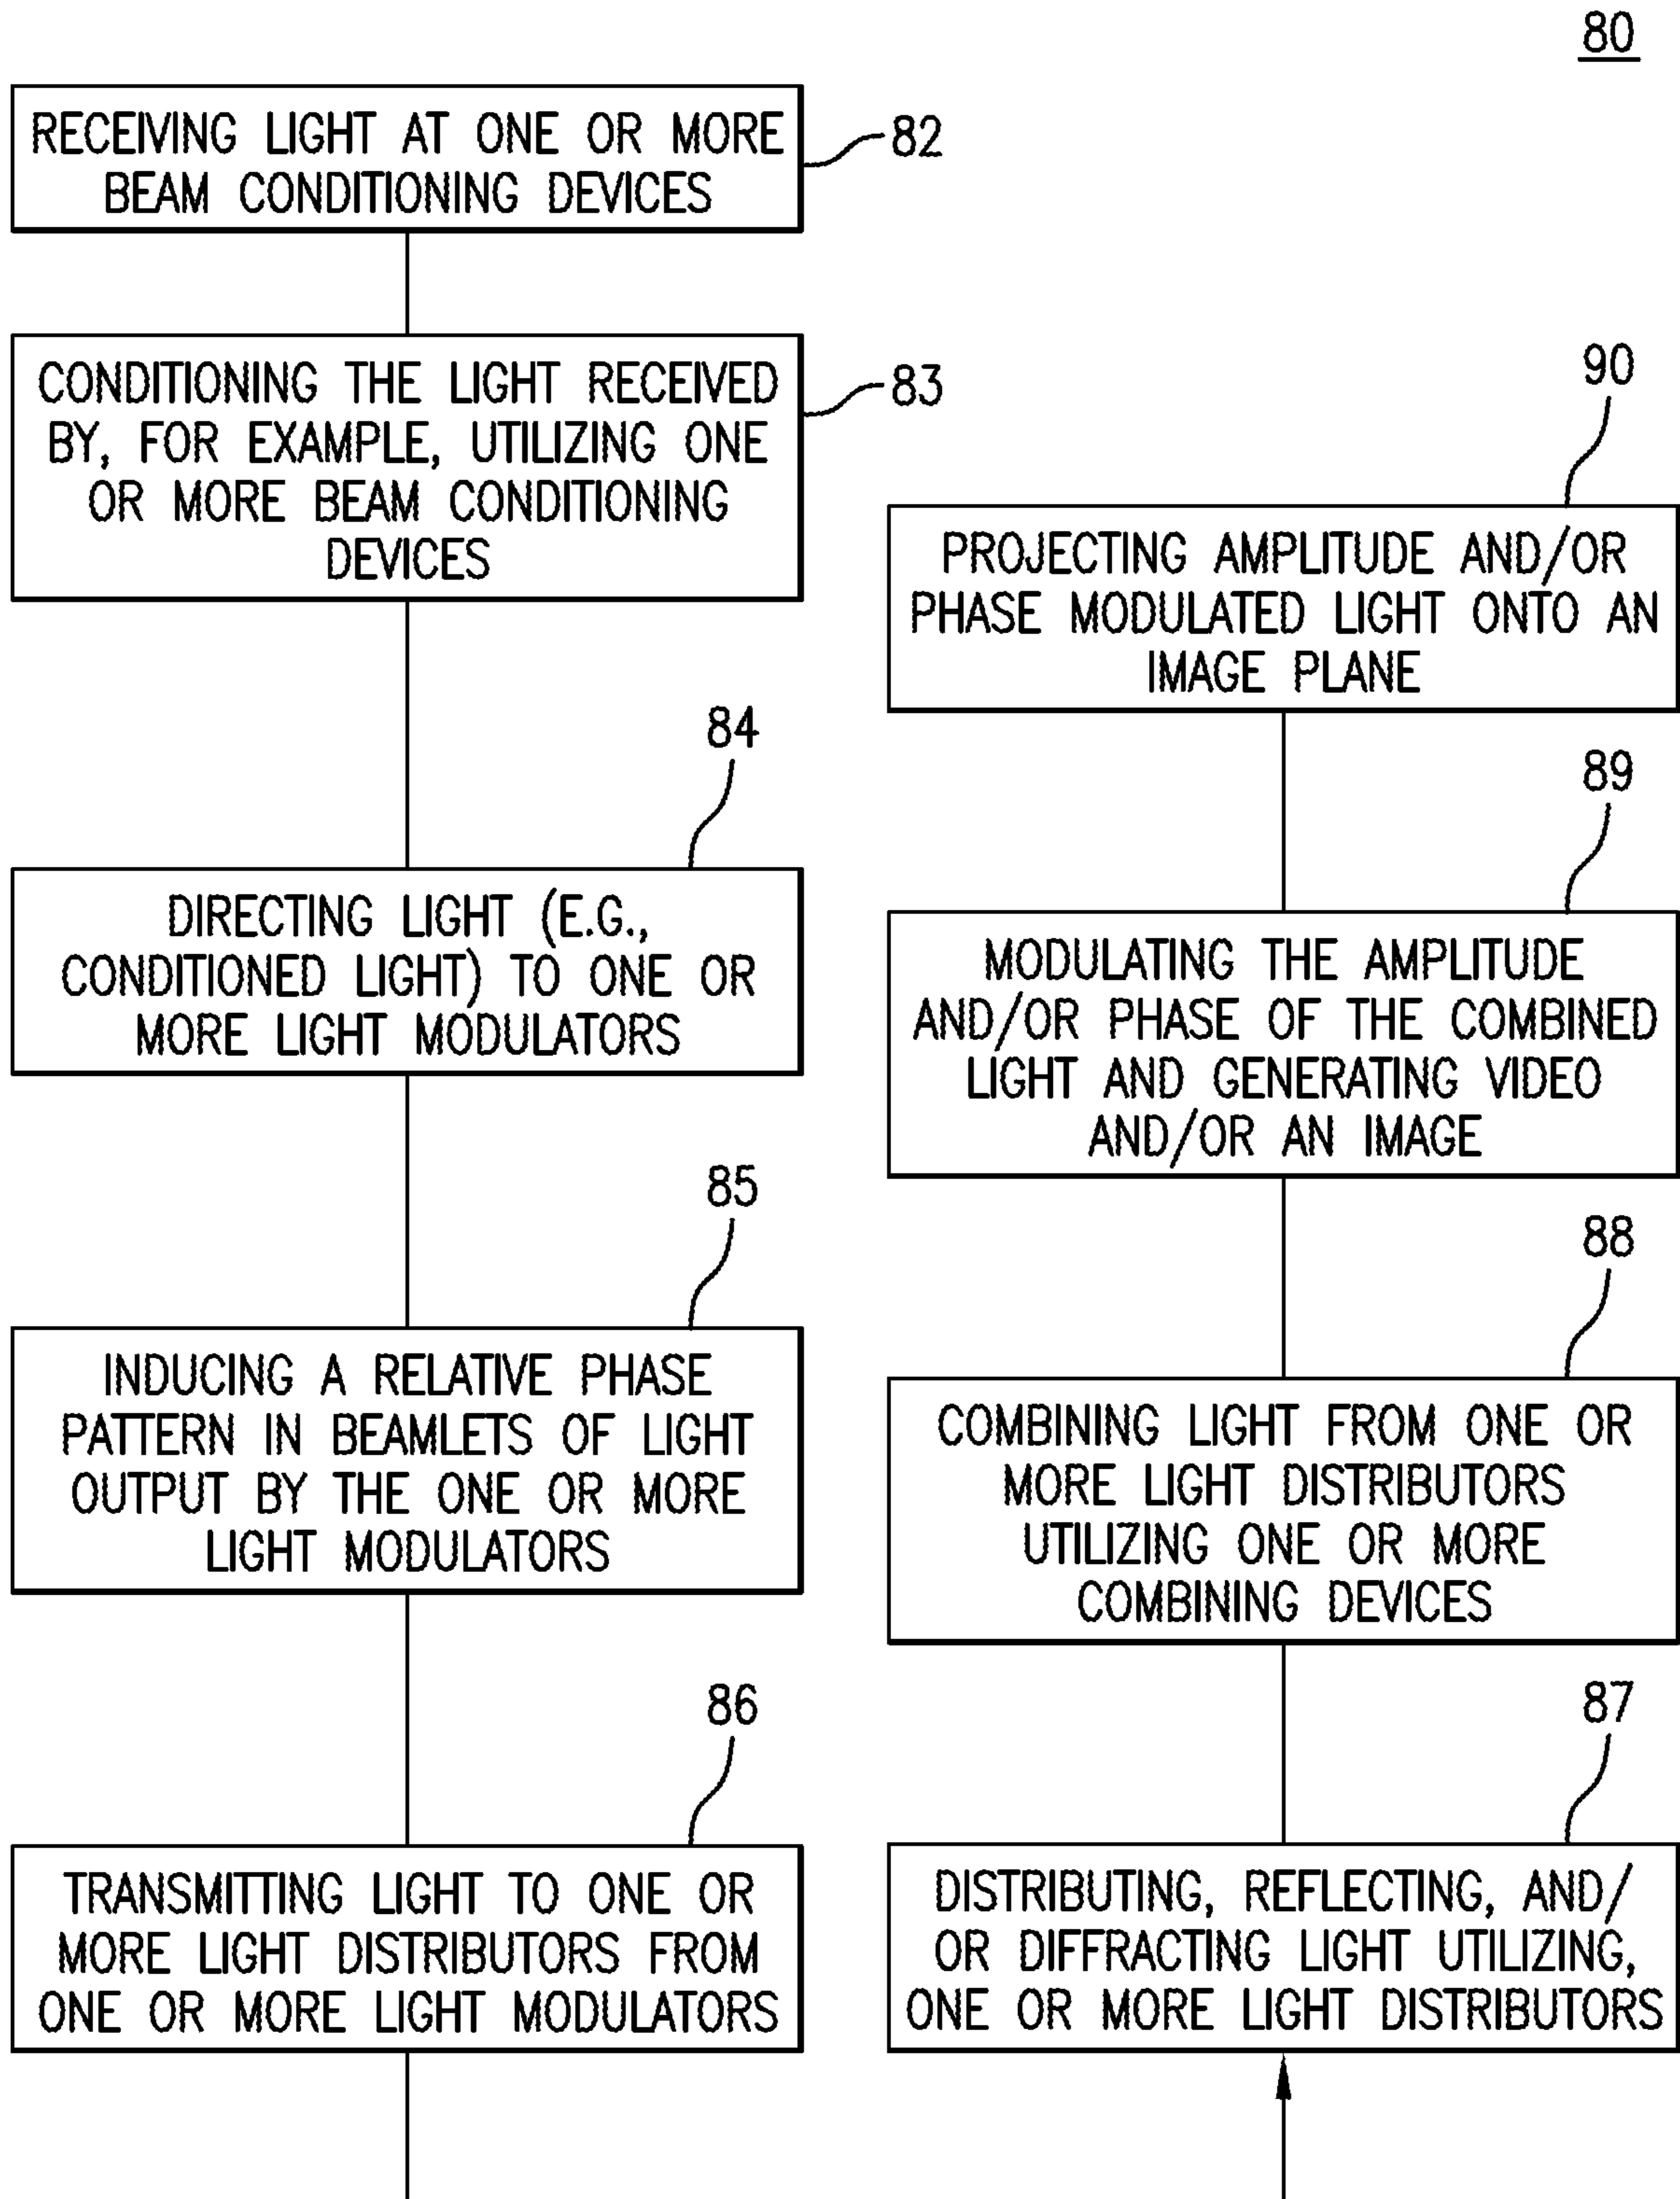 80
RECEIVING LIGHT AT ONE OR MORE
BEAM CONDITIONING DEVICES
82
CONDITIONING THE LIGHT RECEIVED
BY, FOR EXAMPLE, UTILIZING ONE
OR MORE BEAM CONDITIONING
DEVICES
83
84
DIRECTING LIGHT (E.G.,
CONDITIONED LIGHT) TO ONE OR
MORE LIGHT MODULATORS
85
INDUCING A RELATIVE PHASE
PATTERN IN BEAMLETS OF LIGHT
OUTPUT BY THE ONE OR MORE
LIGHT MODULATORS
86
TRANSMITTING LIGHT TO ONE OR
MORE LIGHT DISTRIBUTORS FROM
ONE OR MORE LIGHT MODULATORS
90
PROJECTING AMPLITUDE AND/OR
PHASE MODULATED LIGHT ONTO AN
IMAGE PLANE
89
MODULATING THE AMPLITUDE
AND/OR PHASE OF THE COMBINED
LIGHT AND GENERATING VIDEO
AND/OR AN IMAGE
88
COMBINING LIGHT FROM ONE OR
MORE LIGHT DISTRIBUTORS
UTILIZING ONE OR MORE
COMBINING DEVICES
87
DISTRIBUTING, REFLECTING, AND/
OR DIFFRACTING LIGHT UTILIZING,
ONE OR MORE LIGHT DISTRIBUTORS